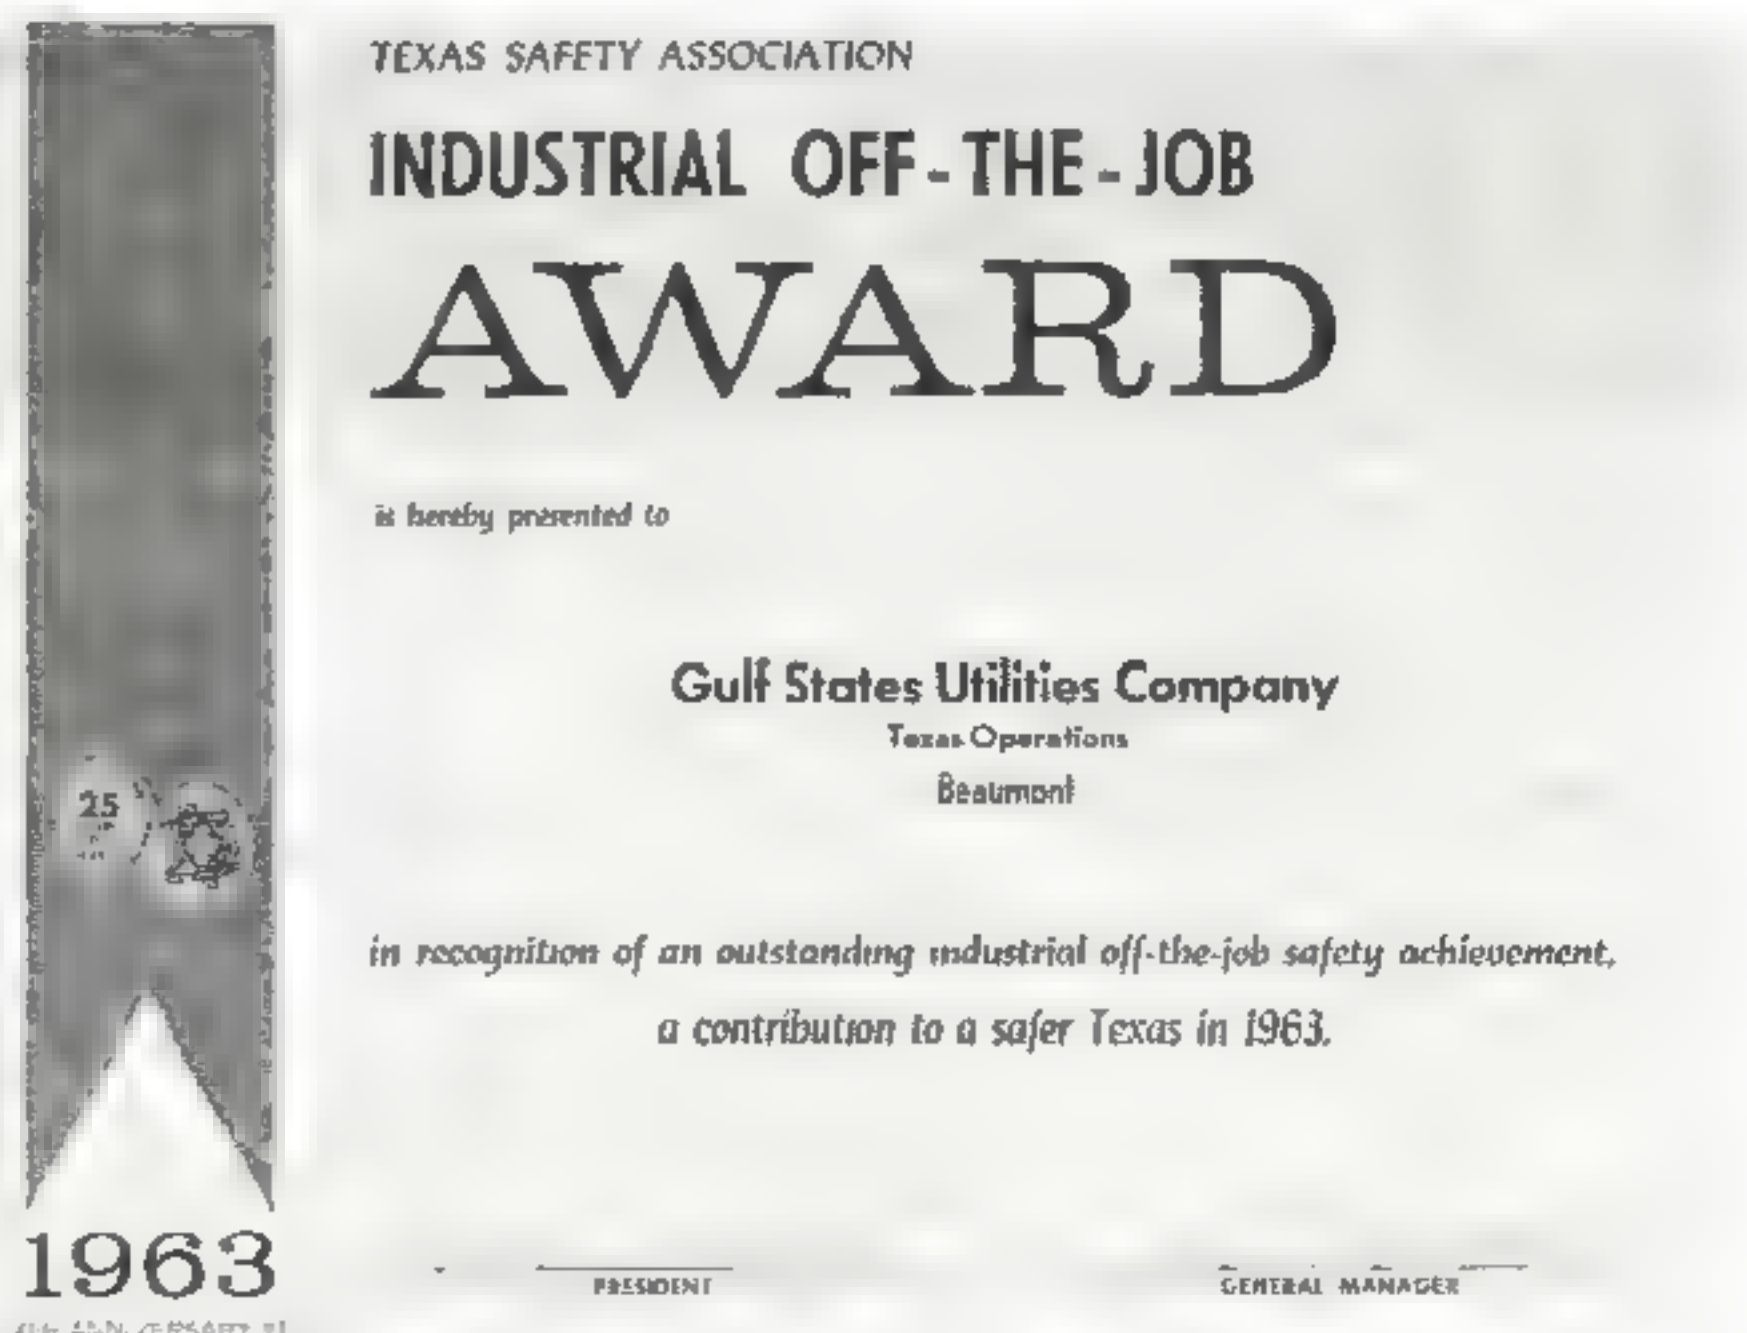 TEXAS SAFETY ASSOCIATION
INDUSTRIAL OFF-THE-JOB
AWARD
is hereby presented to
Gulf States Utilities Company
Texas Operations
Beaumont
25
in recognition of an outstanding industrial off-the-job safety achievement,
a contribution to a safer Texas in 1963.
1963
PRESIDENT
GENERAL MANAGER